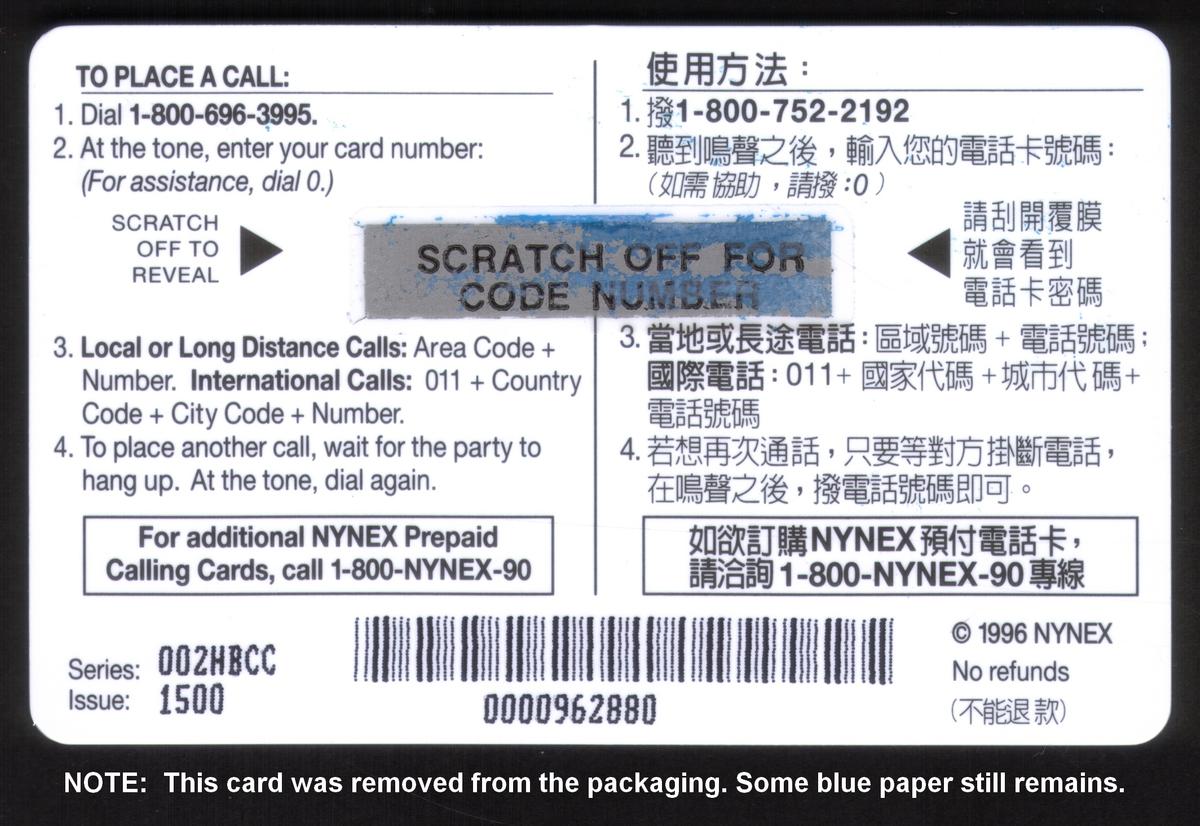 TO PLACE A CALL:
1. Dial 1-800-696-3995.
2. At the tone, enter your card number:
(For assistance, dial 0.)
SCRATCH
OFF TO
REVEAL
SCRATCH OFF FOR
CODE NUMBER
3. Local or Long Distance Calls: Area Code +
Number. International Calls: 011 + Country
Code + City Code + Number.
4. To place another call, wait for the party to
hang up. At the tone, dial again.
For additional NYNEX Prepaid
Calling Cards, call 1-800-NYNEX-90
使用方法：
1. 撥1-800-752-2192
2. 聽到鳴聲之後，輸入您的電話卡號碼：
（如需協助，請撥:0）
請刮開覆膜
就會看到
電話卡密碼
3. 當地或長途電話：區域號碼 + 電話號碼；
國際電話：011+ 國家代碼 +城市代碼+
電話號碼
4. 若想再次通話，只要等對方掛斷電話，
在鳴聲之後，撥電話號碼即可。
如欲訂購NYNEX預付電話卡，
請洽詢1-800-NYNEX-90專線
Series: 002HBCC
Issue: 1500
0000962880
© 1996 NYNEX
No refunds
(不能退款)
NOTE: This card was removed from the packaging. Some blue paper still remains.